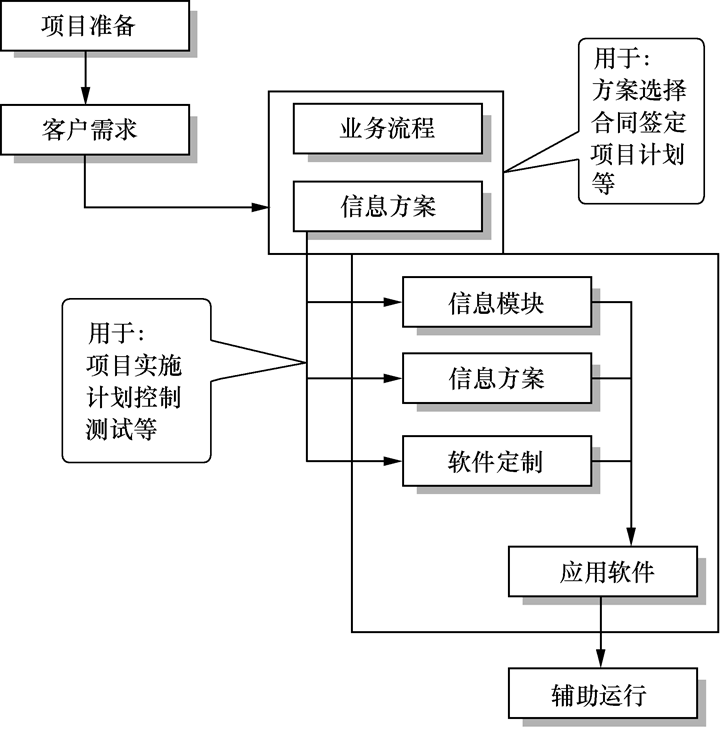 项目准备
客户需求
业务流程
信息方案
用于：
方案选择
合同签定
项目计划
等
用于：
项目实施
计划控制
测试等
信息模块
信息方案
软件定制
应用软件
辅助运行